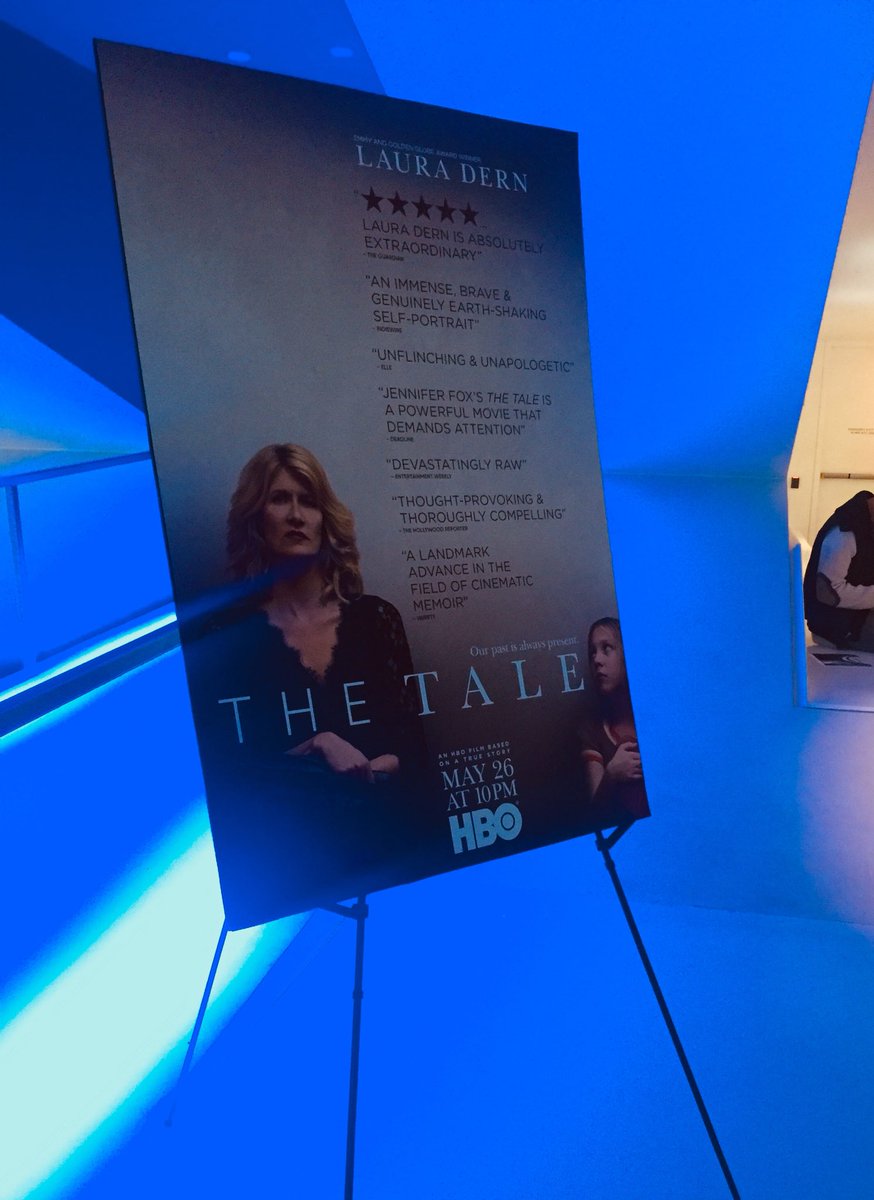 EMMY AND GOLDEN GLOBE AWARD WINNER
LAURA DERN
"★★★★★
LAURA DERN IS ABSOLUTELY
EXTRAORDINARY"
- THE GUARDIAN
"AN IMMENSE, BRAVE &
GENUINELY EARTH-SHAKING
SELF-PORTRAIT"
- INDIEWIRE
"UNFLINCHING & UNAPOLOGETIC"
- ELLE
"JENNIFER FOX'S THE TALE IS
A POWERFUL MOVIE THAT
DEMANDS ATTENTION"
- DEADLINE
"DEVASTATINGLY RAW"
- ENTERTAINMENT WEEKLY
"THOUGHT-PROVOKING &
THOROUGHLY COMPELLING"
- THE HOLLYWOOD REPORTER
"A LANDMARK
ADVANCE IN THE
FIELD OF CINEMATIC
MEMOIR"
- VARIETY
Our past is always present.
THE TALE
AN HBO FILM BASED
ON A TRUE STORY
MAY 26
AT 10PM
HBO